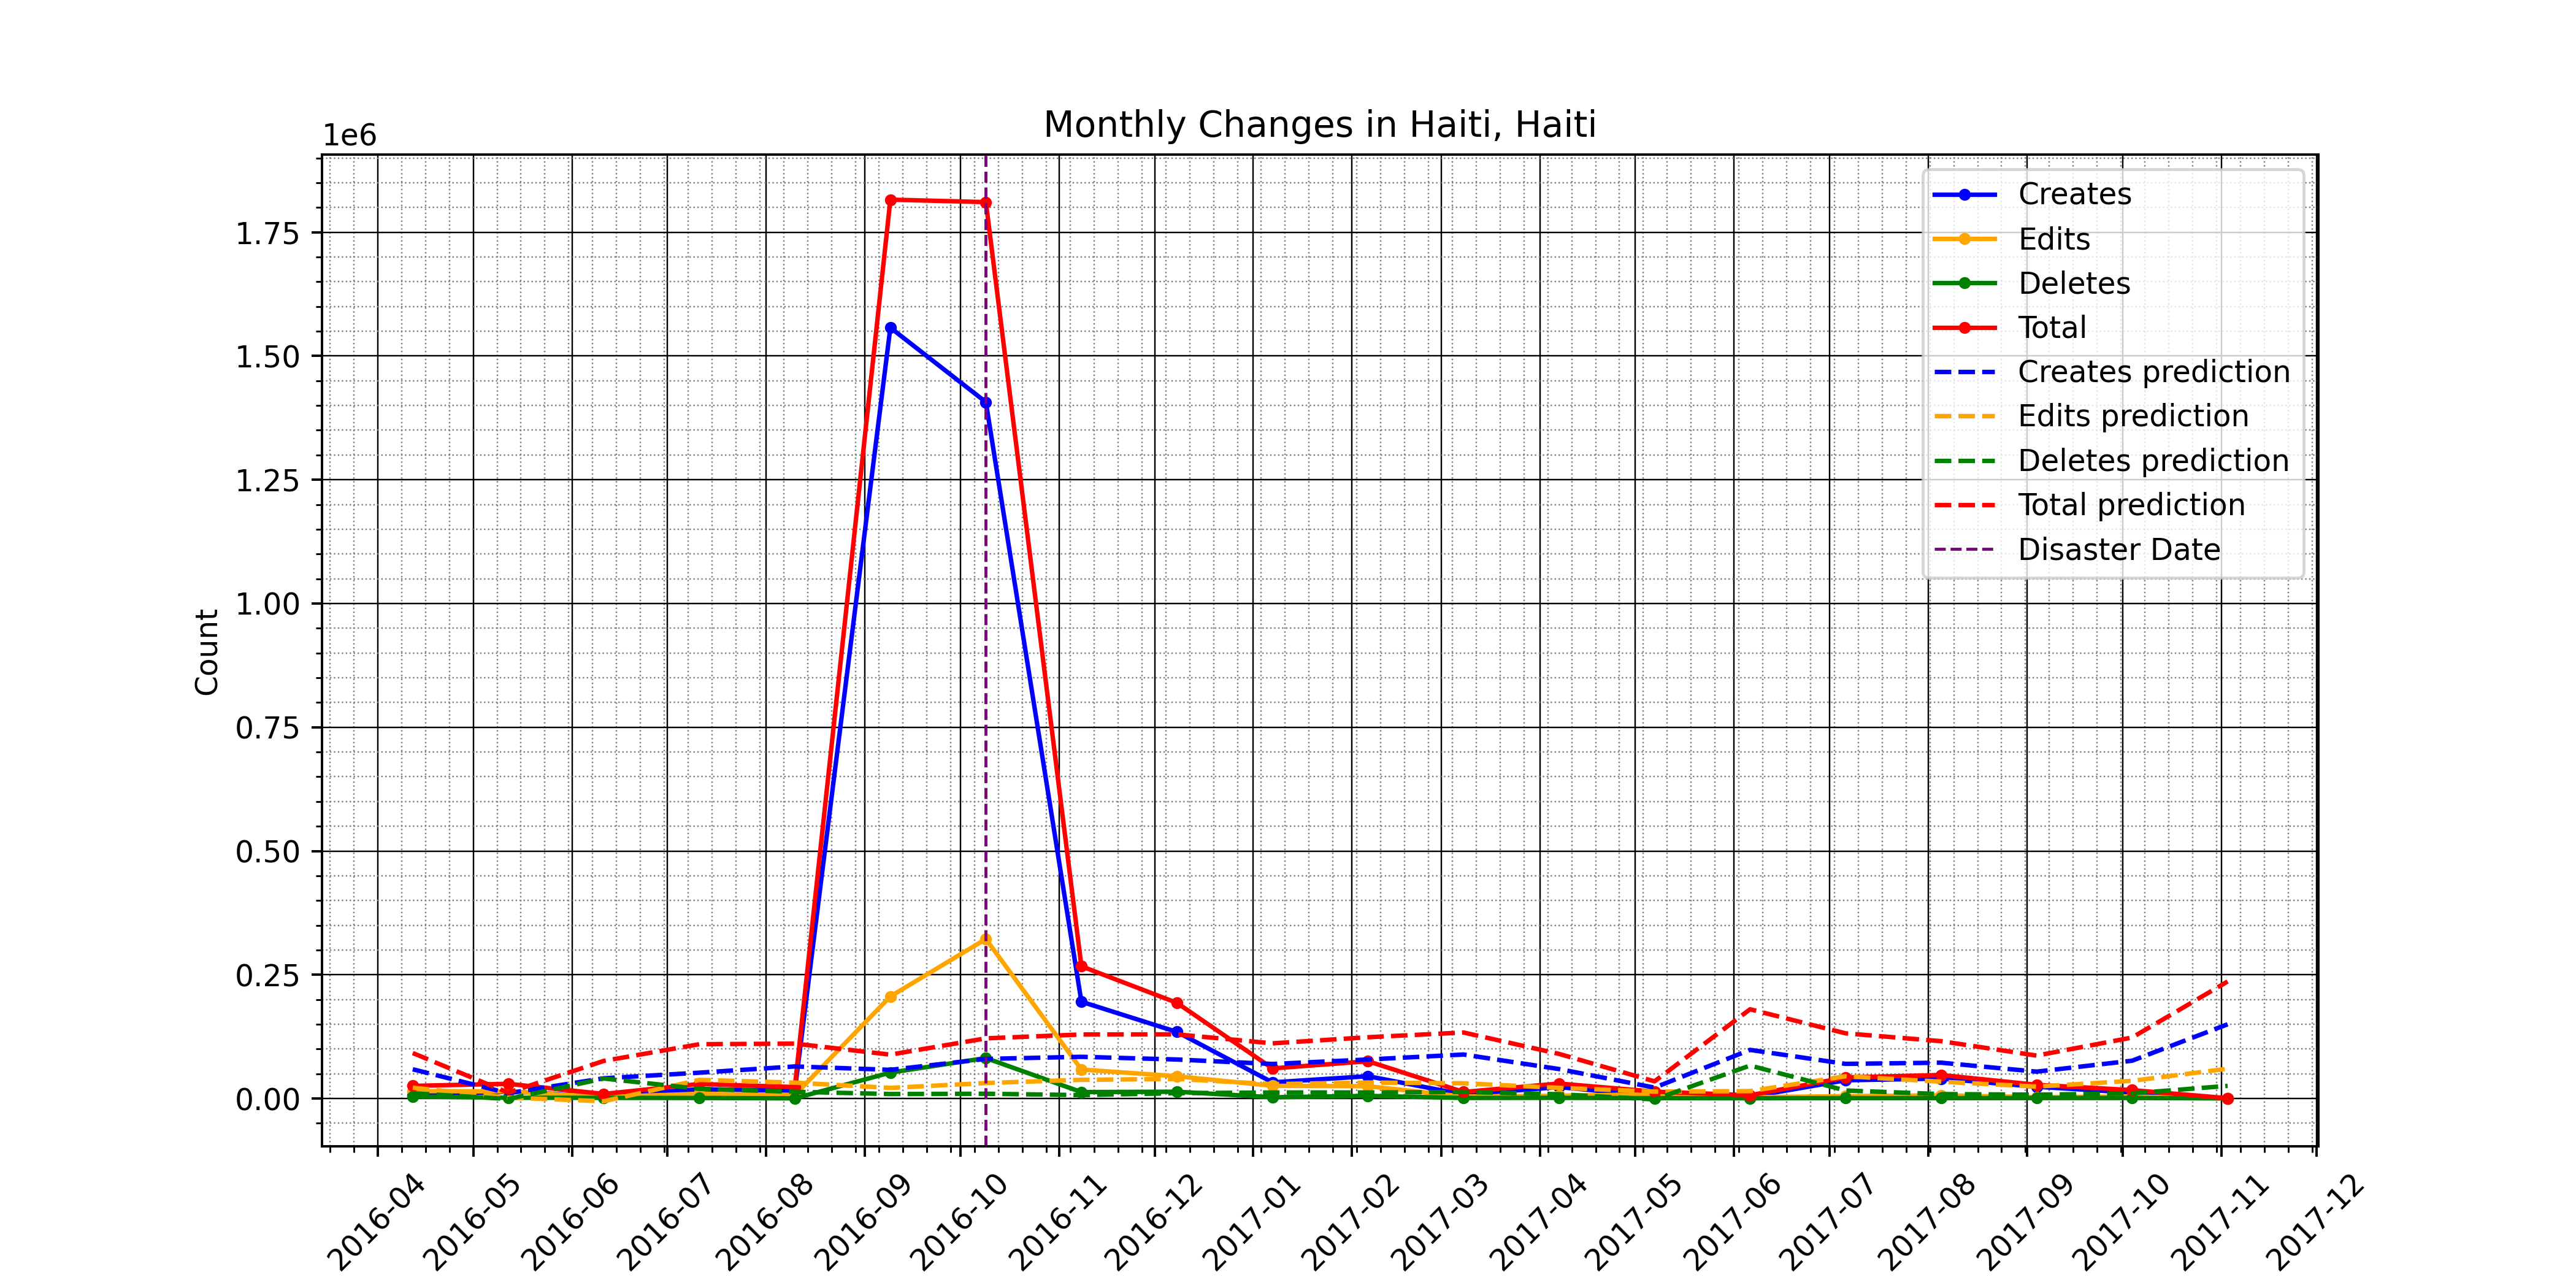 Monthly Changes in Haiti, Haiti
1e6
1.75
1.50
1.25
1.00
0.75
0.50
0.25
0.00
Count
Creates
Edits
Deletes
Total
Creates prediction
Edits prediction
Deletes prediction
Total prediction
Disaster Date
2016-04
2016-05
2016-06
2016-07
2016-08
2016-09
2016-10
2016-11
2016-12
2017-01
2017-02
2017-03
2017-04
2017-05
2017-06
2017-07
2017-08
2017-09
2017-10
2017-11
2017-12